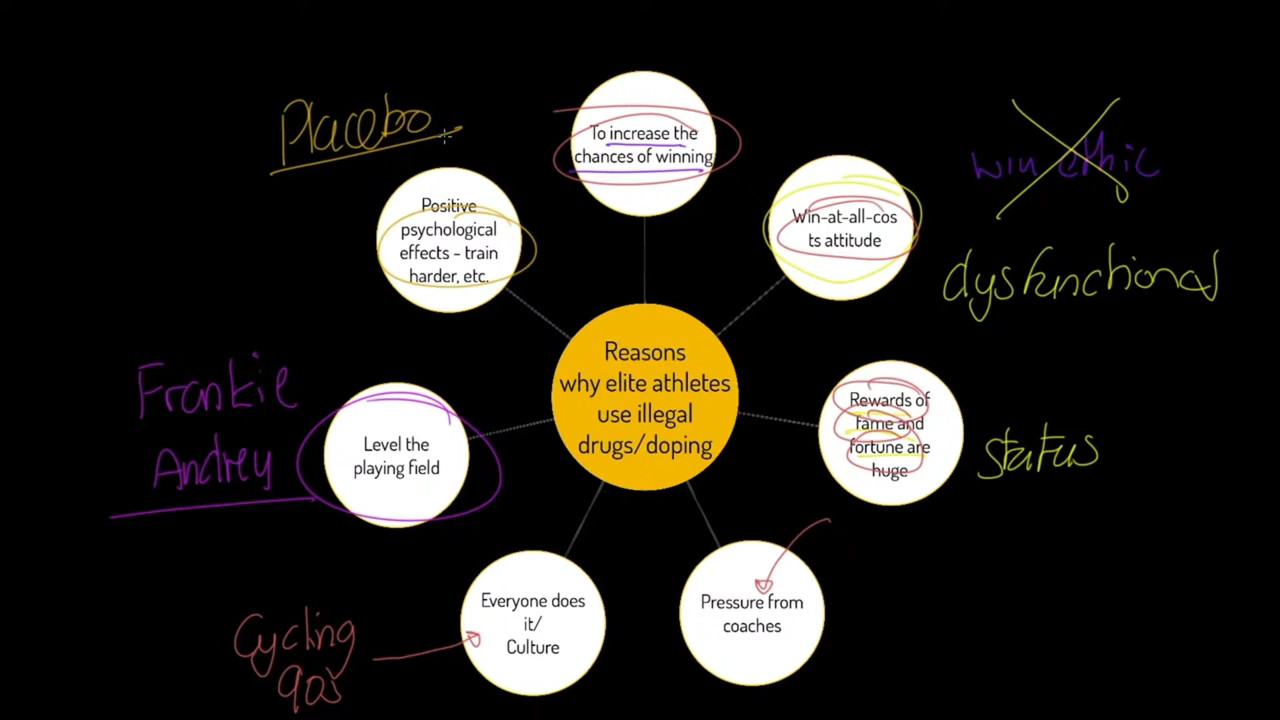 Placebo
To increase the
chances of winning
win ethic
Positive
psychological
effects - train
harder, etc.
Win-at-all-cos
ts attitude
dysfunctional
Reasons
why elite athletes
use illegal
drugs/doping
Frankie
Andrey
Level the
playing field
Rewards of
fame and
fortune are
huge
status
Everyone does
it/
Culture
Pressure from
coaches
Cycling
90s